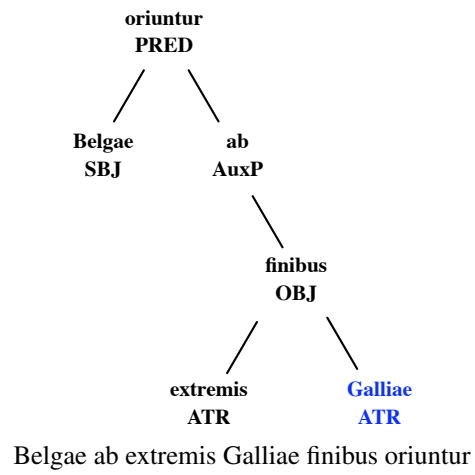 oriuntur
PRED
Belgae
SBJ
ab
AuxP
finibus
OBJ
extremis
ATR
Galliae
ATR
Belgae ab extremis Galliae finibus oriuntur